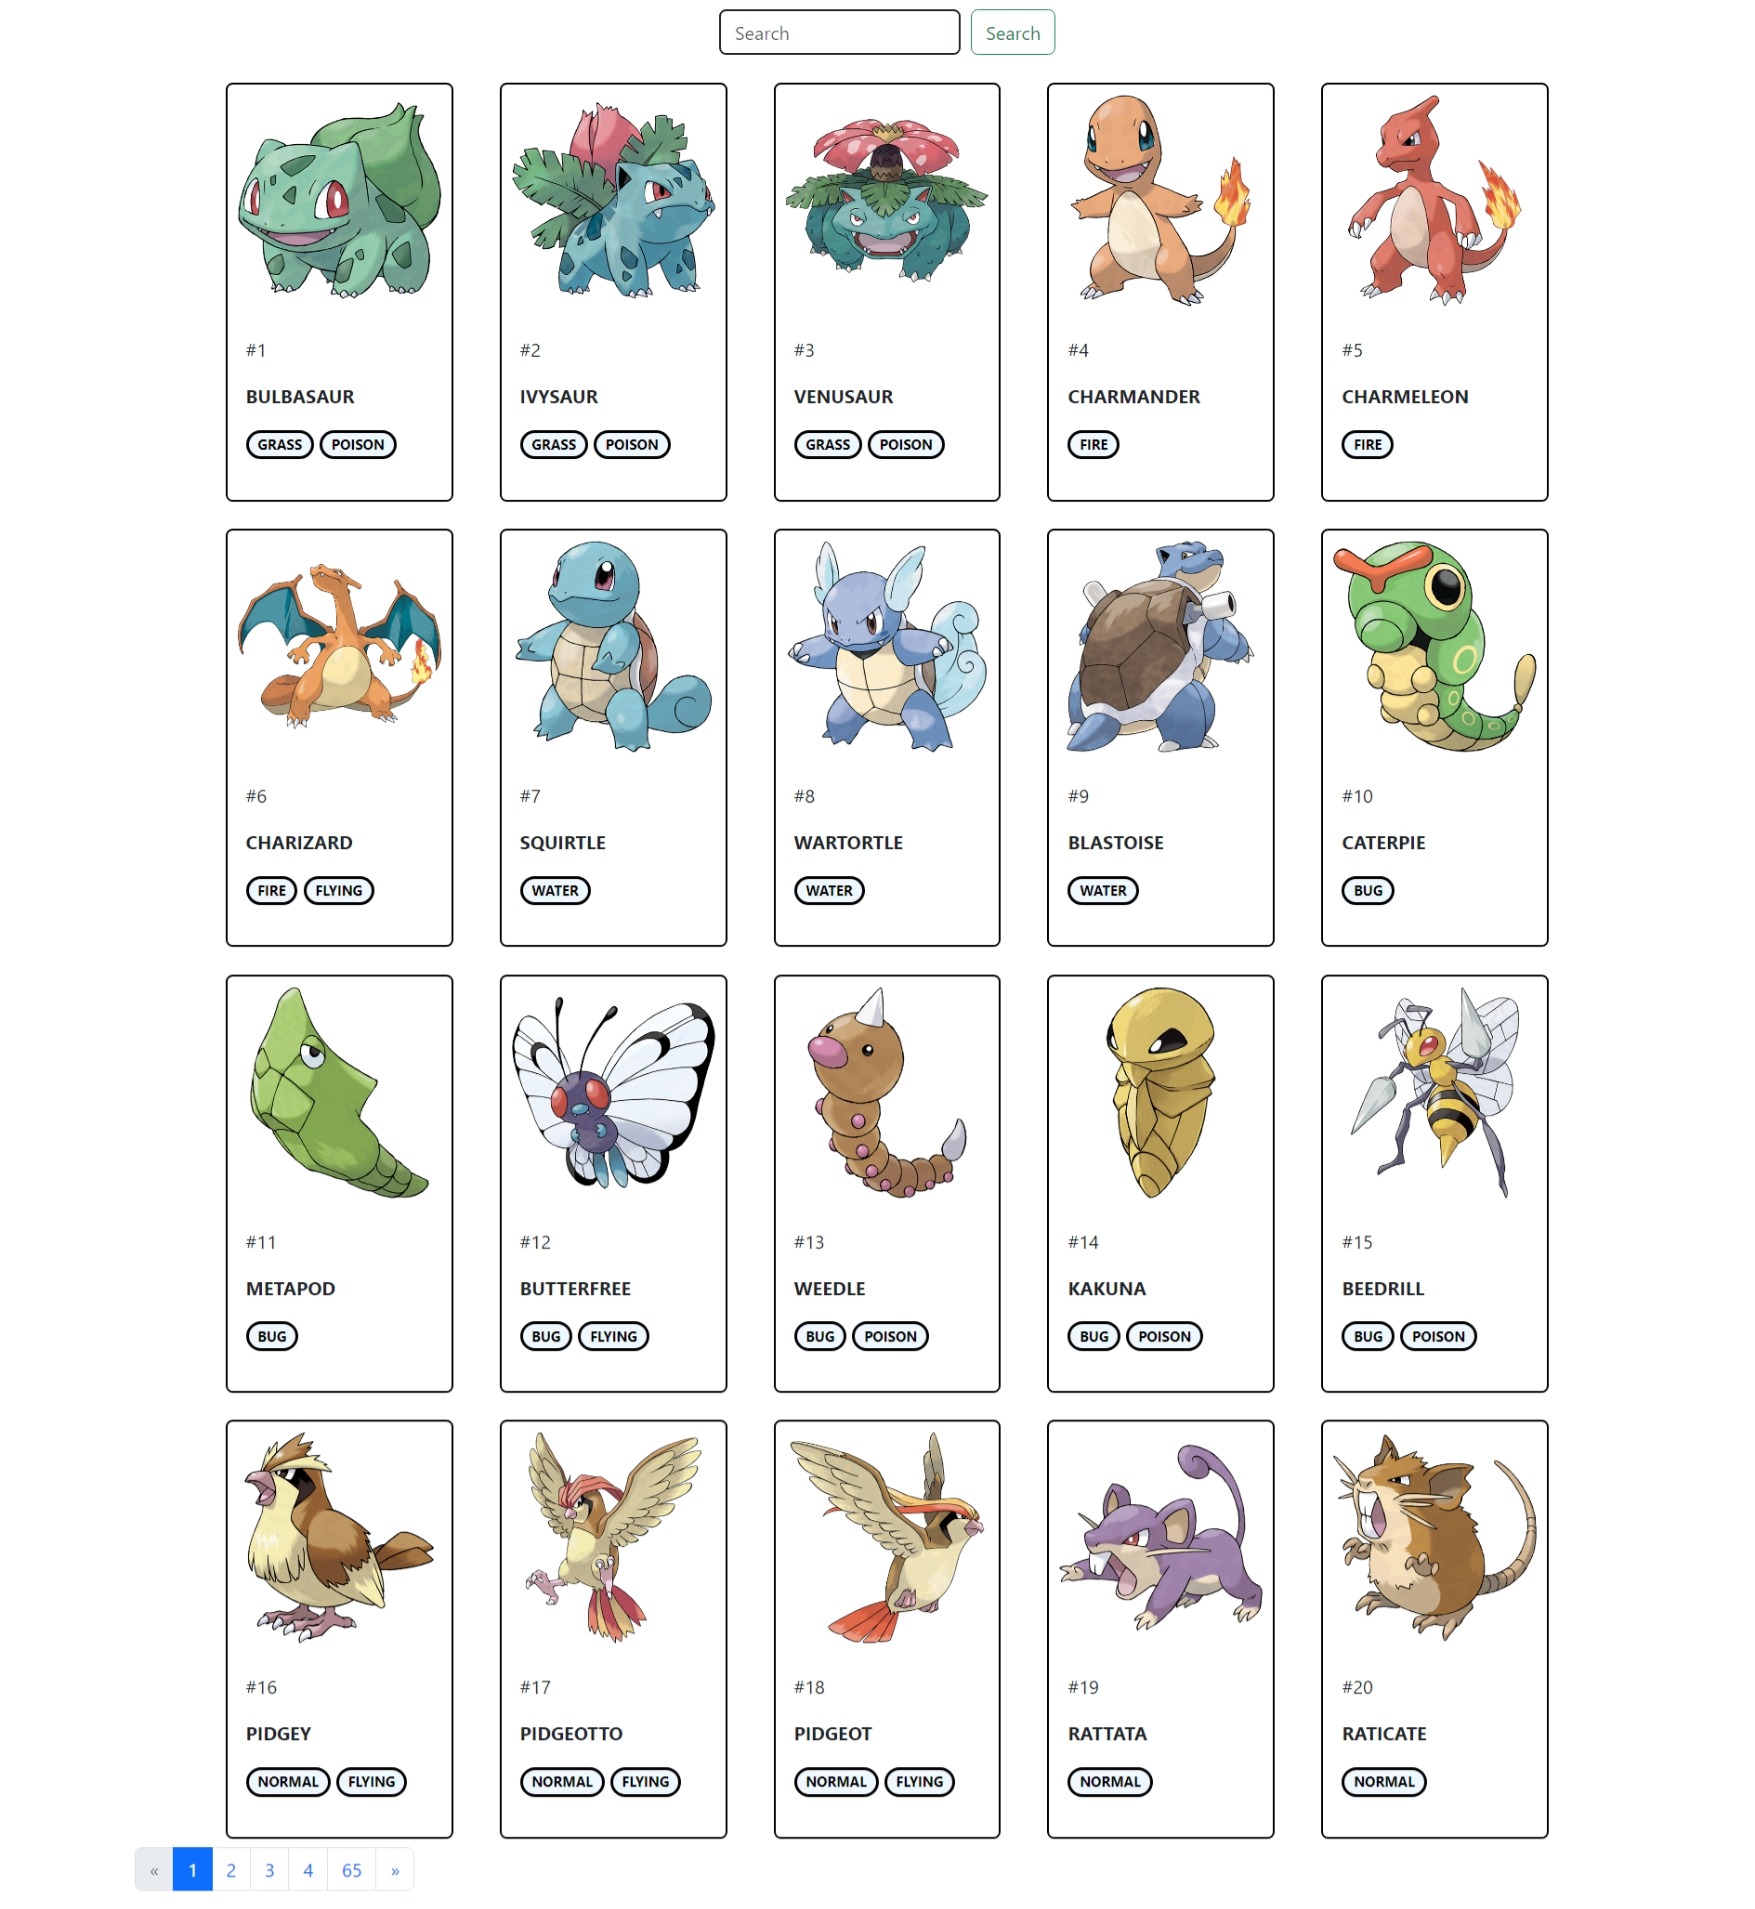 Search Search
#1 #2 #3 #4 #5
BULBASAUR IVYSAUR VENUSAUR CHARMANDER CHARMELEON
GRASS POISON GRASS POISON GRASS POISON FIRE FIRE
#6 #7 #8 #9 #10
CHARIZARD SQUIRTLE WARTORTLE BLASTOISE CATERPIE
FIRE FLYING WATER WATER WATER BUG
#11 #12 #13 #14 #15
METAPOD BUTTERFREE WEEDLE KAKUNA BEEDRILL
BUG BUG FLYING BUG POISON BUG POISON BUG POISON
#16 #17 #18 #19 #20
PIDGEY PIDGEOTTO PIDGEOT RATTATA RATICATE
NORMAL FLYING NORMAL FLYING NORMAL FLYING NORMAL NORMAL
« 1 2 3 4 65 »